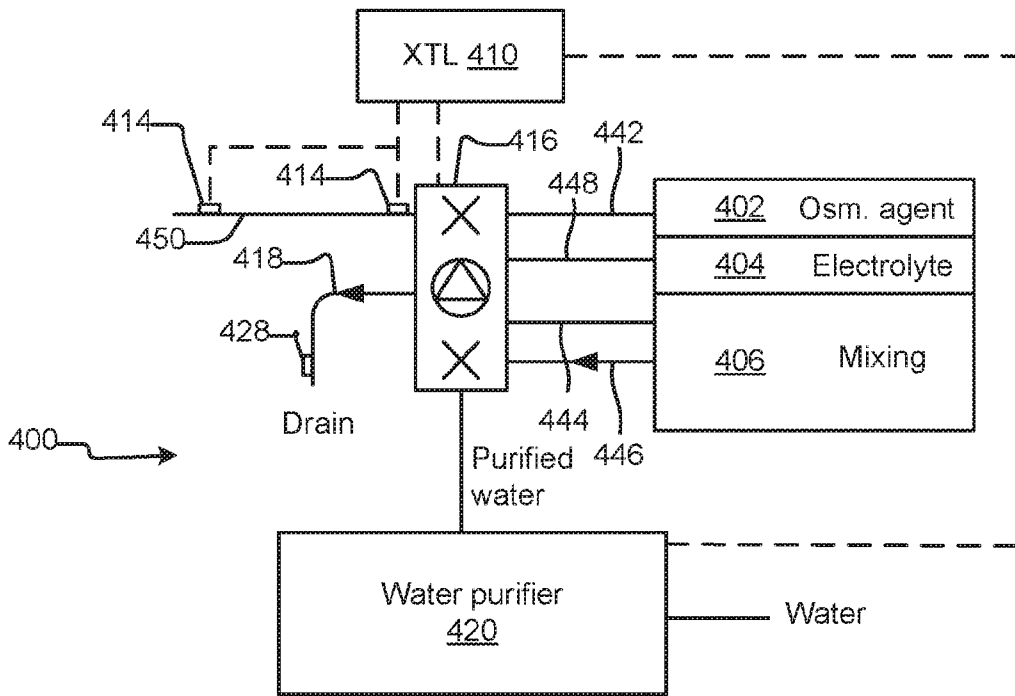 XTL 410
414
416
442
414
448
402 Osm. agent
450
404 Electrolyte
418
428
406 Mixing
Drain
444
400
446
Purified
water
Water purifier
420
Water